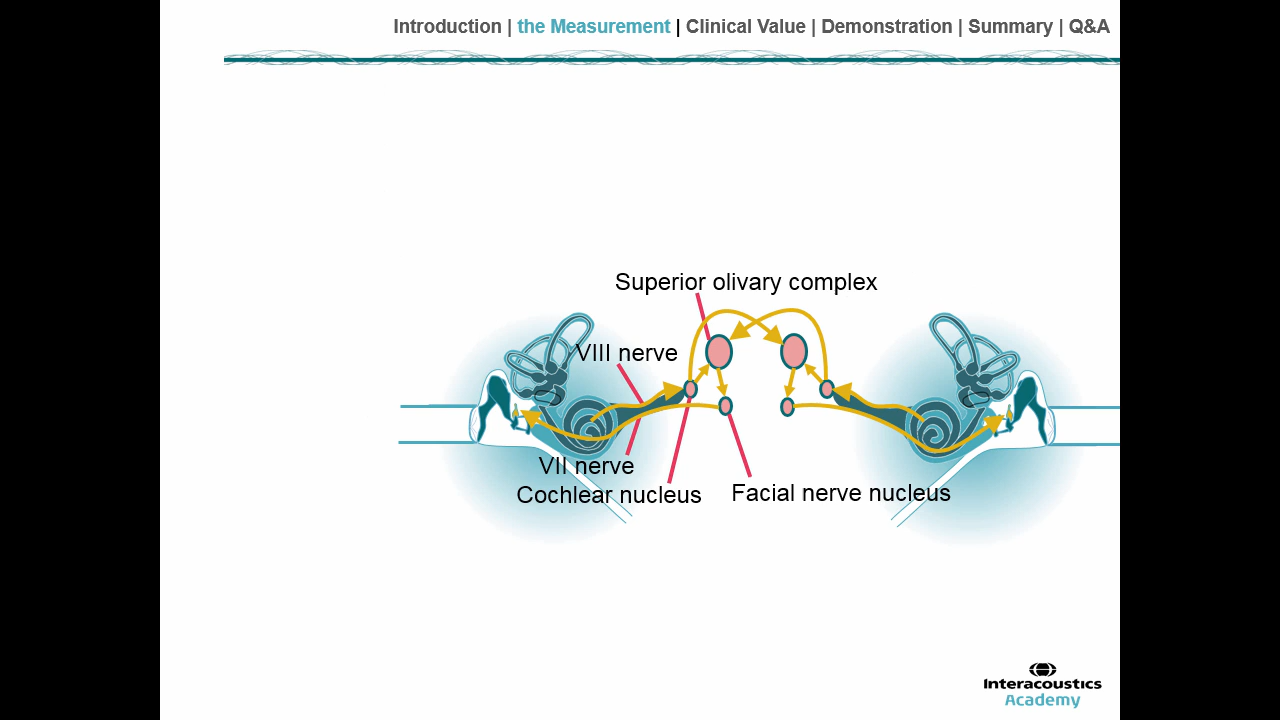 Introduction | the Measurement | Clinical Value | Demonstration | Summary | Q&A
Superior olivary complex
VIII nerve
VII nerve
Cochlear nucleus
Facial nerve nucleus
Interacoustics
Academy